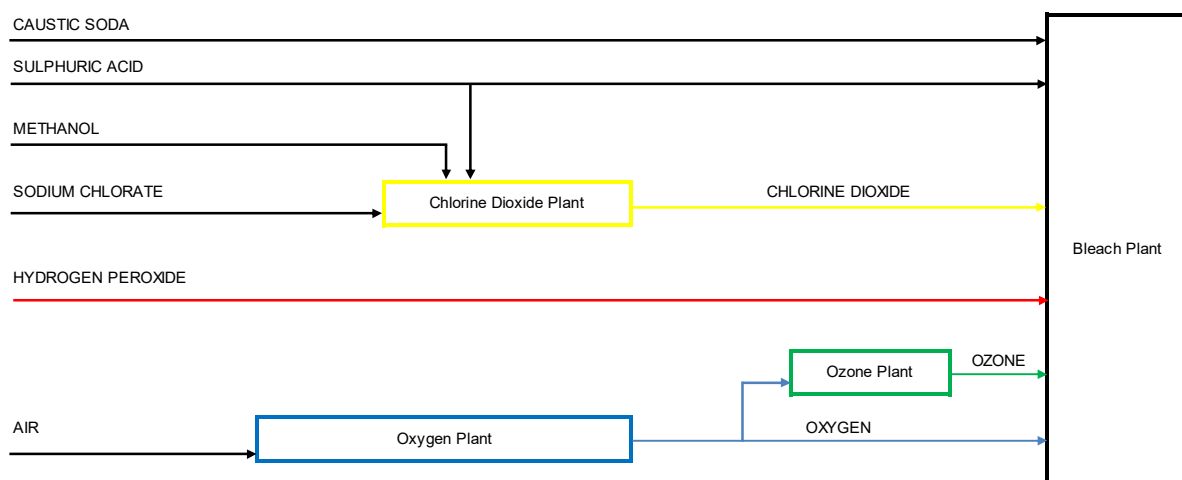 CAUSTIC SODA
SULPHURIC ACID
METHANOL
SODIUM CHLORATE
Chlorine Dioxide Plant
CHLORINE DIOXIDE
Bleach Plant
HYDROGEN PEROXIDE
Ozone Plant
OZONE
AIR
Oxygen Plant
OXYGEN